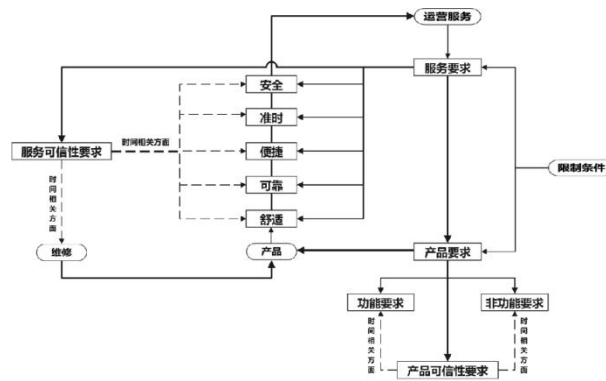 运营服务
服务要求
安全
准时
时间相关方面
服务可信性要求
便捷
限制条件
可靠
时间相关方面
舒适
维修
产品
产品要求
功能要求
非功能要求
时间相关方面
时间相关方面
产品可信性要求